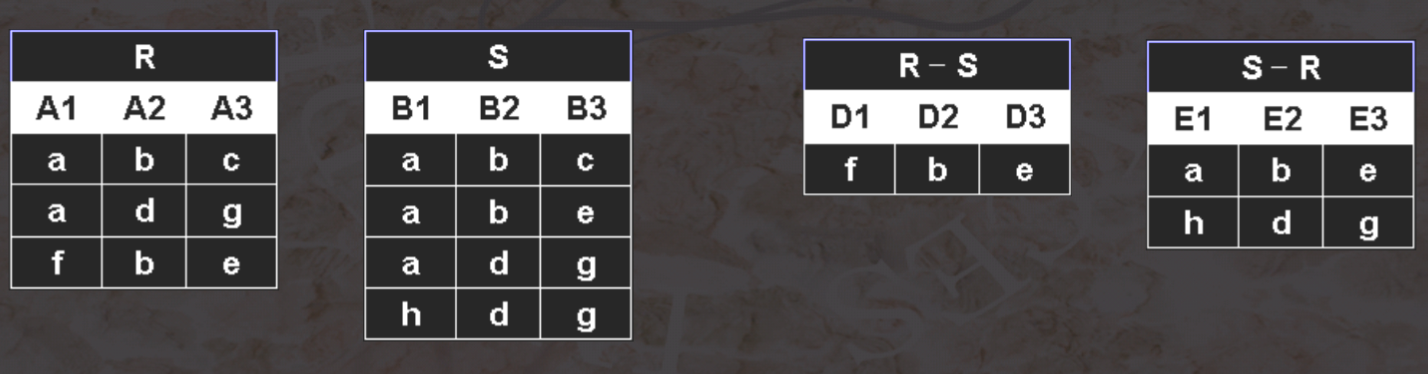 R
A1 A2 A3
a b c
a d g
f b e
S
B1 B2 B3
a b c
a b e
a d g
h d g
R – S
D1 D2 D3
f b e
S – R
E1 E2 E3
a b e
h d g